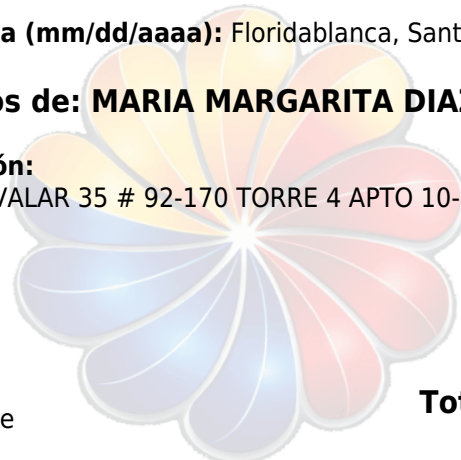 a (mm/dd/aaaa): Floridablanca, Sant
os de: MARIA MARGARITA DIAZ
ón:
VALAR 35 # 92-170 TORRE 4 APTO 10-
Tot
e